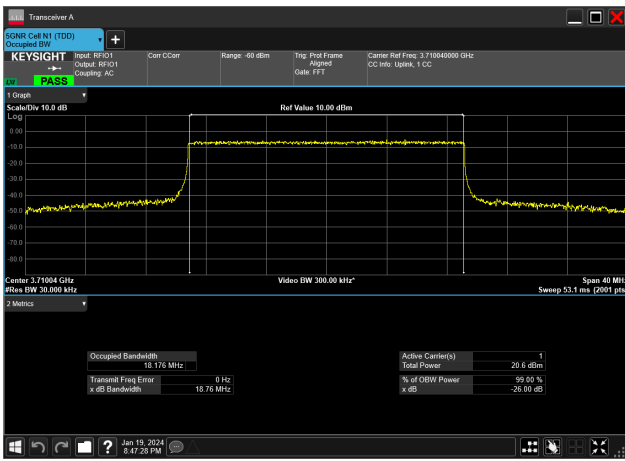 Transceiver A
5GNR Cell N1 (TDD)
Occupied BW
KEYSIGHT
PASS
Input: RFIO1
Output: RFIO1
Coupling: AC
Corr CCorr
Range: -60 dBm
Trig: Prot Frame
Aligned
Gate: FFT
Carrier Ref Freq: 3.710040000 GHz
CC Info: Uplink, 1 CC
1 Graph
Scale/Div 10.0 dB
Ref Value 10.00 dBm
Log
0.00
-10.0
-20.0
-30.0
-40.0
-50.0
-60.0
-70.0
-80.0
Center 3.71004 GHz
Video BW 300.00 kHz*
Span 40 MHz
#Res BW 30.000 kHz
Sweep 53.1 ms (2001 pts
2 Metrics
Occupied Bandwidth
18.176 MHz
Transmit Freq Error 0 Hz
x dB Bandwidth 18.76 MHz
Active Carrier(s) 1
Total Power 20.6 dBm
% of OBW Power 99.00 %
x dB -26.00 dB
Jan 19, 2024
8:47:28 PM